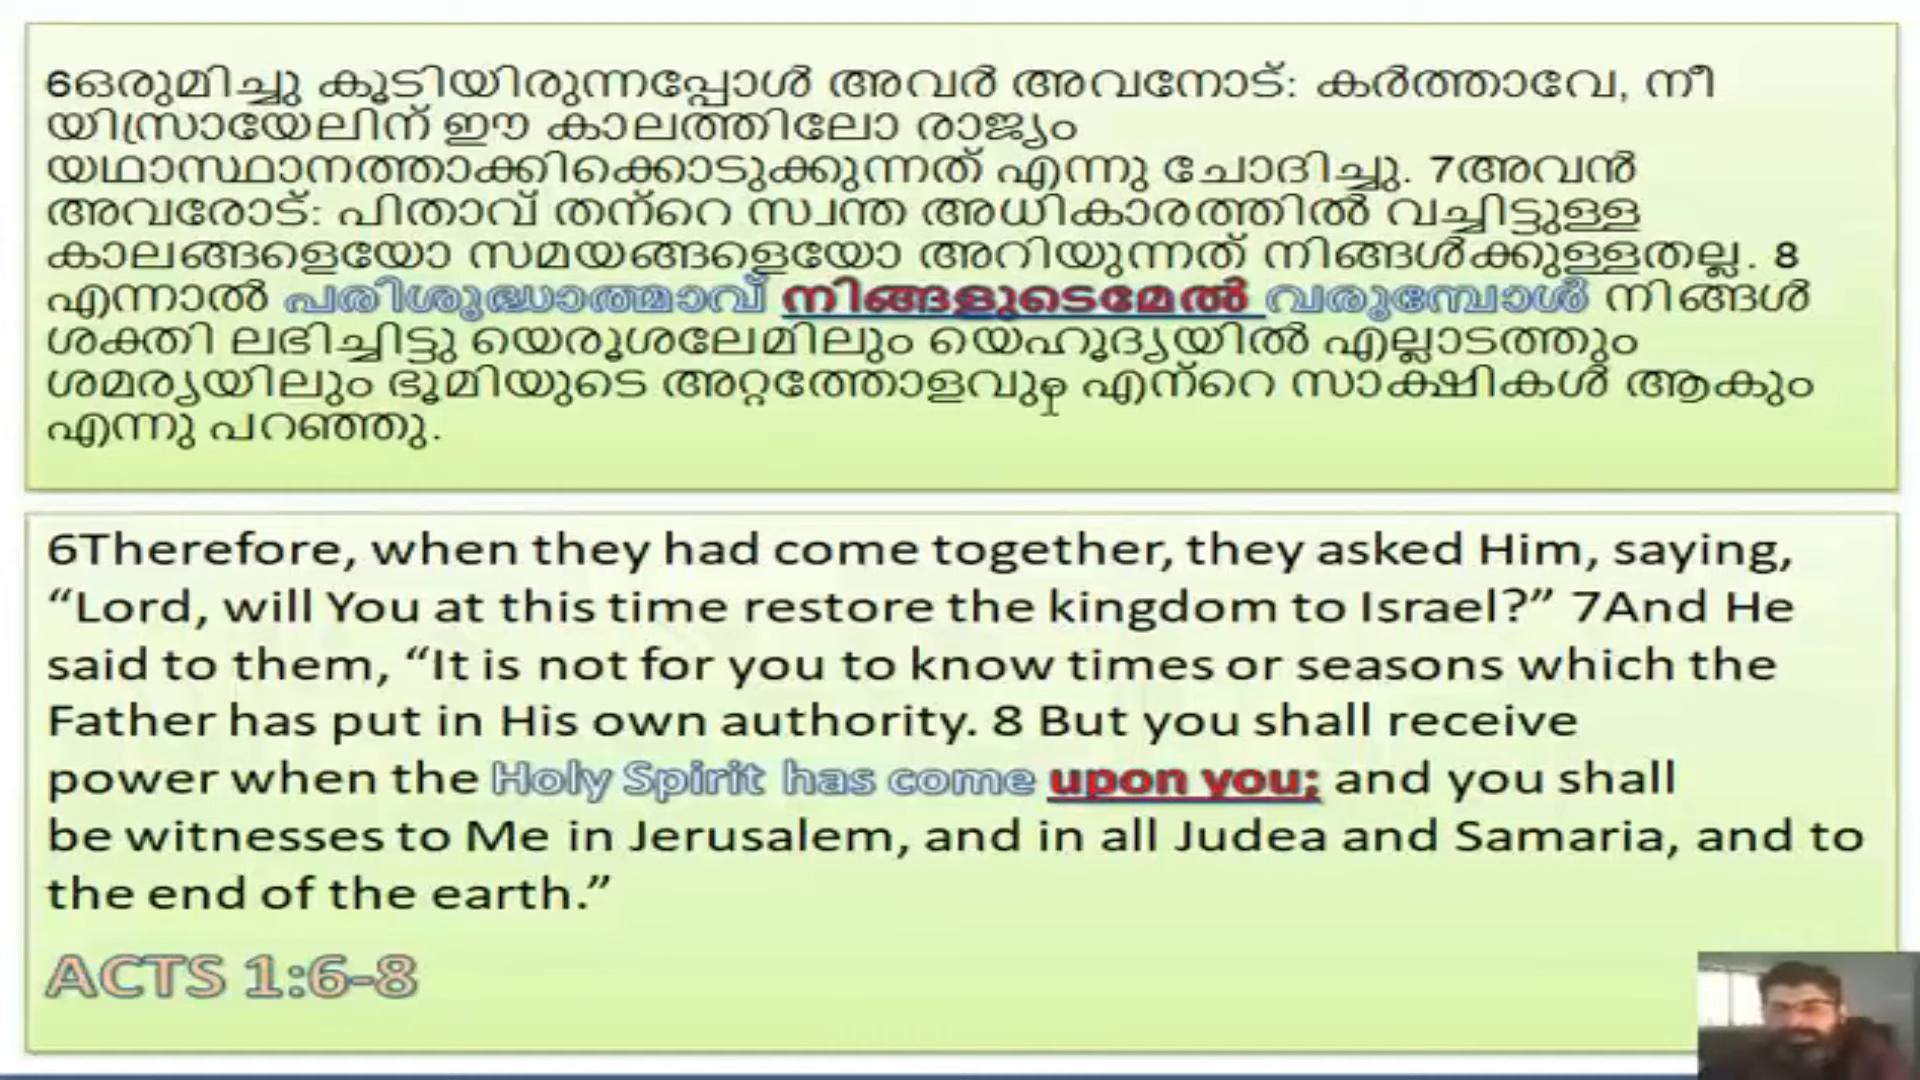 6ഒരുമിച്ചു കൂടിയിരുന്നപ്പോൾ അവർ അവനോട്: കർത്താവേ, നീ
യിസ്രായേലിന് ഈ കാലത്തിലോ രാജ്യം
യഥാസ്ഥാനത്താക്കിക്കൊടുക്കുന്നത് എന്നു ചോദിച്ചു. 7അവൻ
അവരോട്: പിതാവ് തന്റെ സ്വന്ത അധികാരത്തിൽ വച്ചിട്ടുള്ള
കാലങ്ങളെയോ സമയങ്ങളെയോ അറിയുന്നത് നിങ്ങൾക്കുള്ളതല്ല. 8
എന്നാൽ പരിശുദ്ധാത്മാവ് നിങ്ങളുടെമേൽ വരുമ്പോൾ നിങ്ങൾ
ശക്തി ലഭിച്ചിട്ടു യെരൂശലേമിലും യെഹൂദ്യയിൽ എല്ലാടത്തും
ശമര്യയിലും ഭൂമിയുടെ അറ്റത്തോളവും എന്റെ സാക്ഷികൾ ആകും
എന്നു പറഞ്ഞു.
6Therefore, when they had come together, they asked Him, saying,
“Lord, will You at this time restore the kingdom to Israel?” 7And He
said to them, “It is not for you to know times or seasons which the
Father has put in His own authority. 8 But you shall receive
power when the Holy Spirit has come upon you; and you shall
be witnesses to Me in Jerusalem, and in all Judea and Samaria, and to
the end of the earth.”
ACTS 1:6-8